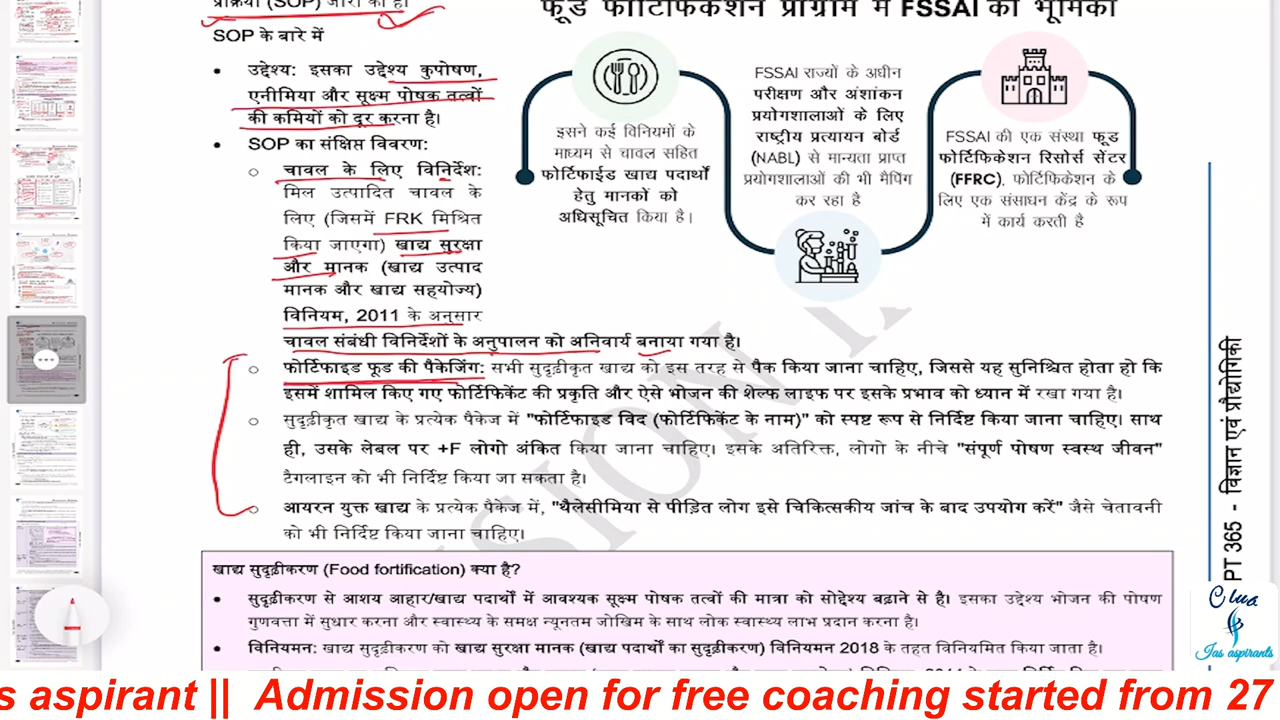 प्रक्रिया (SOP) जारी की है।
SOP के बारे में
• उद्देश्य: इसका उद्देश्य कुपोषण,
एनीमिया और सूक्ष्म पोषक तत्वों
की कमियों को दूर करना है।
• SOP का संक्षिप्त विवरण:
○ चावल के लिए विनिर्देश:
मिल उत्पादित चावल के
लिए (जिसमें FRK मिश्रित
किया जाएगा) खाद्य सुरक्षा
और मानक (खाद्य उत्पाद
मानक और खाद्य सहयोज्य)
विनियम, 2011 के अनुसार
चावल संबंधी विनिर्देशों के अनुपालन को अनिवार्य बनाया गया है।
फूड फोर्टिफिकेशन प्रोग्राम में FSSAI की भूमिका
इसने कई विनियमों के
माध्यम से चावल सहित
फोर्टिफाईड खाद्य पदार्थों
हेतु मानकों को
अधिसूचित किया है।
FSSAI राज्यों के अधीन
परीक्षण और अंशांकन
प्रयोगशालाओं के लिए
राष्ट्रीय प्रत्यायन बोर्ड
(NABL) से मान्यता प्राप्त
प्रयोगशालाओं की भी मैपिंग
कर रहा है
FSSAI की एक संस्था फूड
फोर्टिफिकेशन रिसोर्स सेंटर
(FFRC), फोर्टिफिकेशन के
लिए एक संसाधन केंद्र के रूप
में कार्य करती है
○ फोर्टिफाइड फूड की पैकेजिंग: सभी सुदृढ़ीकृत खाद्य को इस तरह से पैक किया जाना चाहिए, जिससे यह सुनिश्चित होता हो कि
इसमें शामिल किए गए फोर्टिफिकेंट की प्रकृति और ऐसे भोजन की शेल्फ लाइफ पर इसके प्रभाव को ध्यान में रखा गया है।
○ सुदृढ़ीकृत खाद्य के प्रत्येक पैकेज में "फोर्टिफाइड विद (फोर्टिफिकेंट के नाम)" को स्पष्ट रूप से निर्दिष्ट किया जाना चाहिए। साथ
ही, उसके लेबल पर +F लोगो अंकित किया जाना चाहिए। इसके अतिरिक्त, लोगो के नीचे "संपूर्ण पोषण स्वस्थ जीवन"
टैगलाइन को भी निर्दिष्ट किया जा सकता है।
○ आयरन युक्त खाद्य के प्रत्येक पैकेज में, "थैलेसीमिया से पीड़ित लोग इसे चिकित्सकीय जांच के बाद उपयोग करें" जैसे चेतावनी
को भी निर्दिष्ट किया जाना चाहिए।
खाद्य सुदृढ़ीकरण (Food fortification) क्या है?
• सुदृढ़ीकरण से आशय आहार/खाद्य पदार्थों में आवश्यक सूक्ष्म पोषक तत्वों की मात्रा को सोद्देश्य बढ़ाने से है। इसका उद्देश्य भोजन की पोषण
गुणवत्ता में सुधार करना और स्वास्थ्य के समक्ष न्यूनतम जोखिम के साथ लोक स्वास्थ्य लाभ प्रदान करना है।
• विनियमन: खाद्य सुदृढ़ीकरण को खाद्य सुरक्षा मानक (खाद्य पदार्थों का सुदृढ़ीकरण) विनियमन 2018 के तहत विनियमित किया जाता है।
PT 365 - विज्ञान एवं प्रौद्योगिकी
Ias aspirants
s aspirant || Admission open for free coaching started from 27